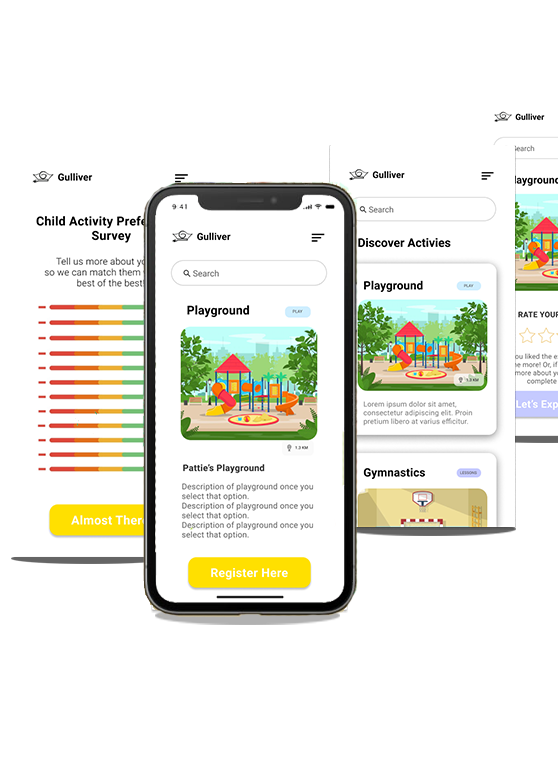 Gulliver
Child Activity Prefe
Survey
Tell us more about yo
so we can match them
best of the best!
Almost There
9:41
Gulliver
Search
Playground
PLAY
1.3 KM
Pattie's Playground
Description of playground once you
select that option.
Description of playground once you
select that option.
Description of playground once you
select that option.
Register Here
Gulliver
Search
Discover Activies
Playground
PLAY
1.3 KM
Lorem ipsum dolor sit amet,
consectetur adipiscing elit. Proin
pretium libero at varius efficitur.
Gymnastics
LESSONS
Gulliver
Search
layground
RATE YOUR
ou liked the ex
e more! Or, if
more about yo
complete
Let's Exp